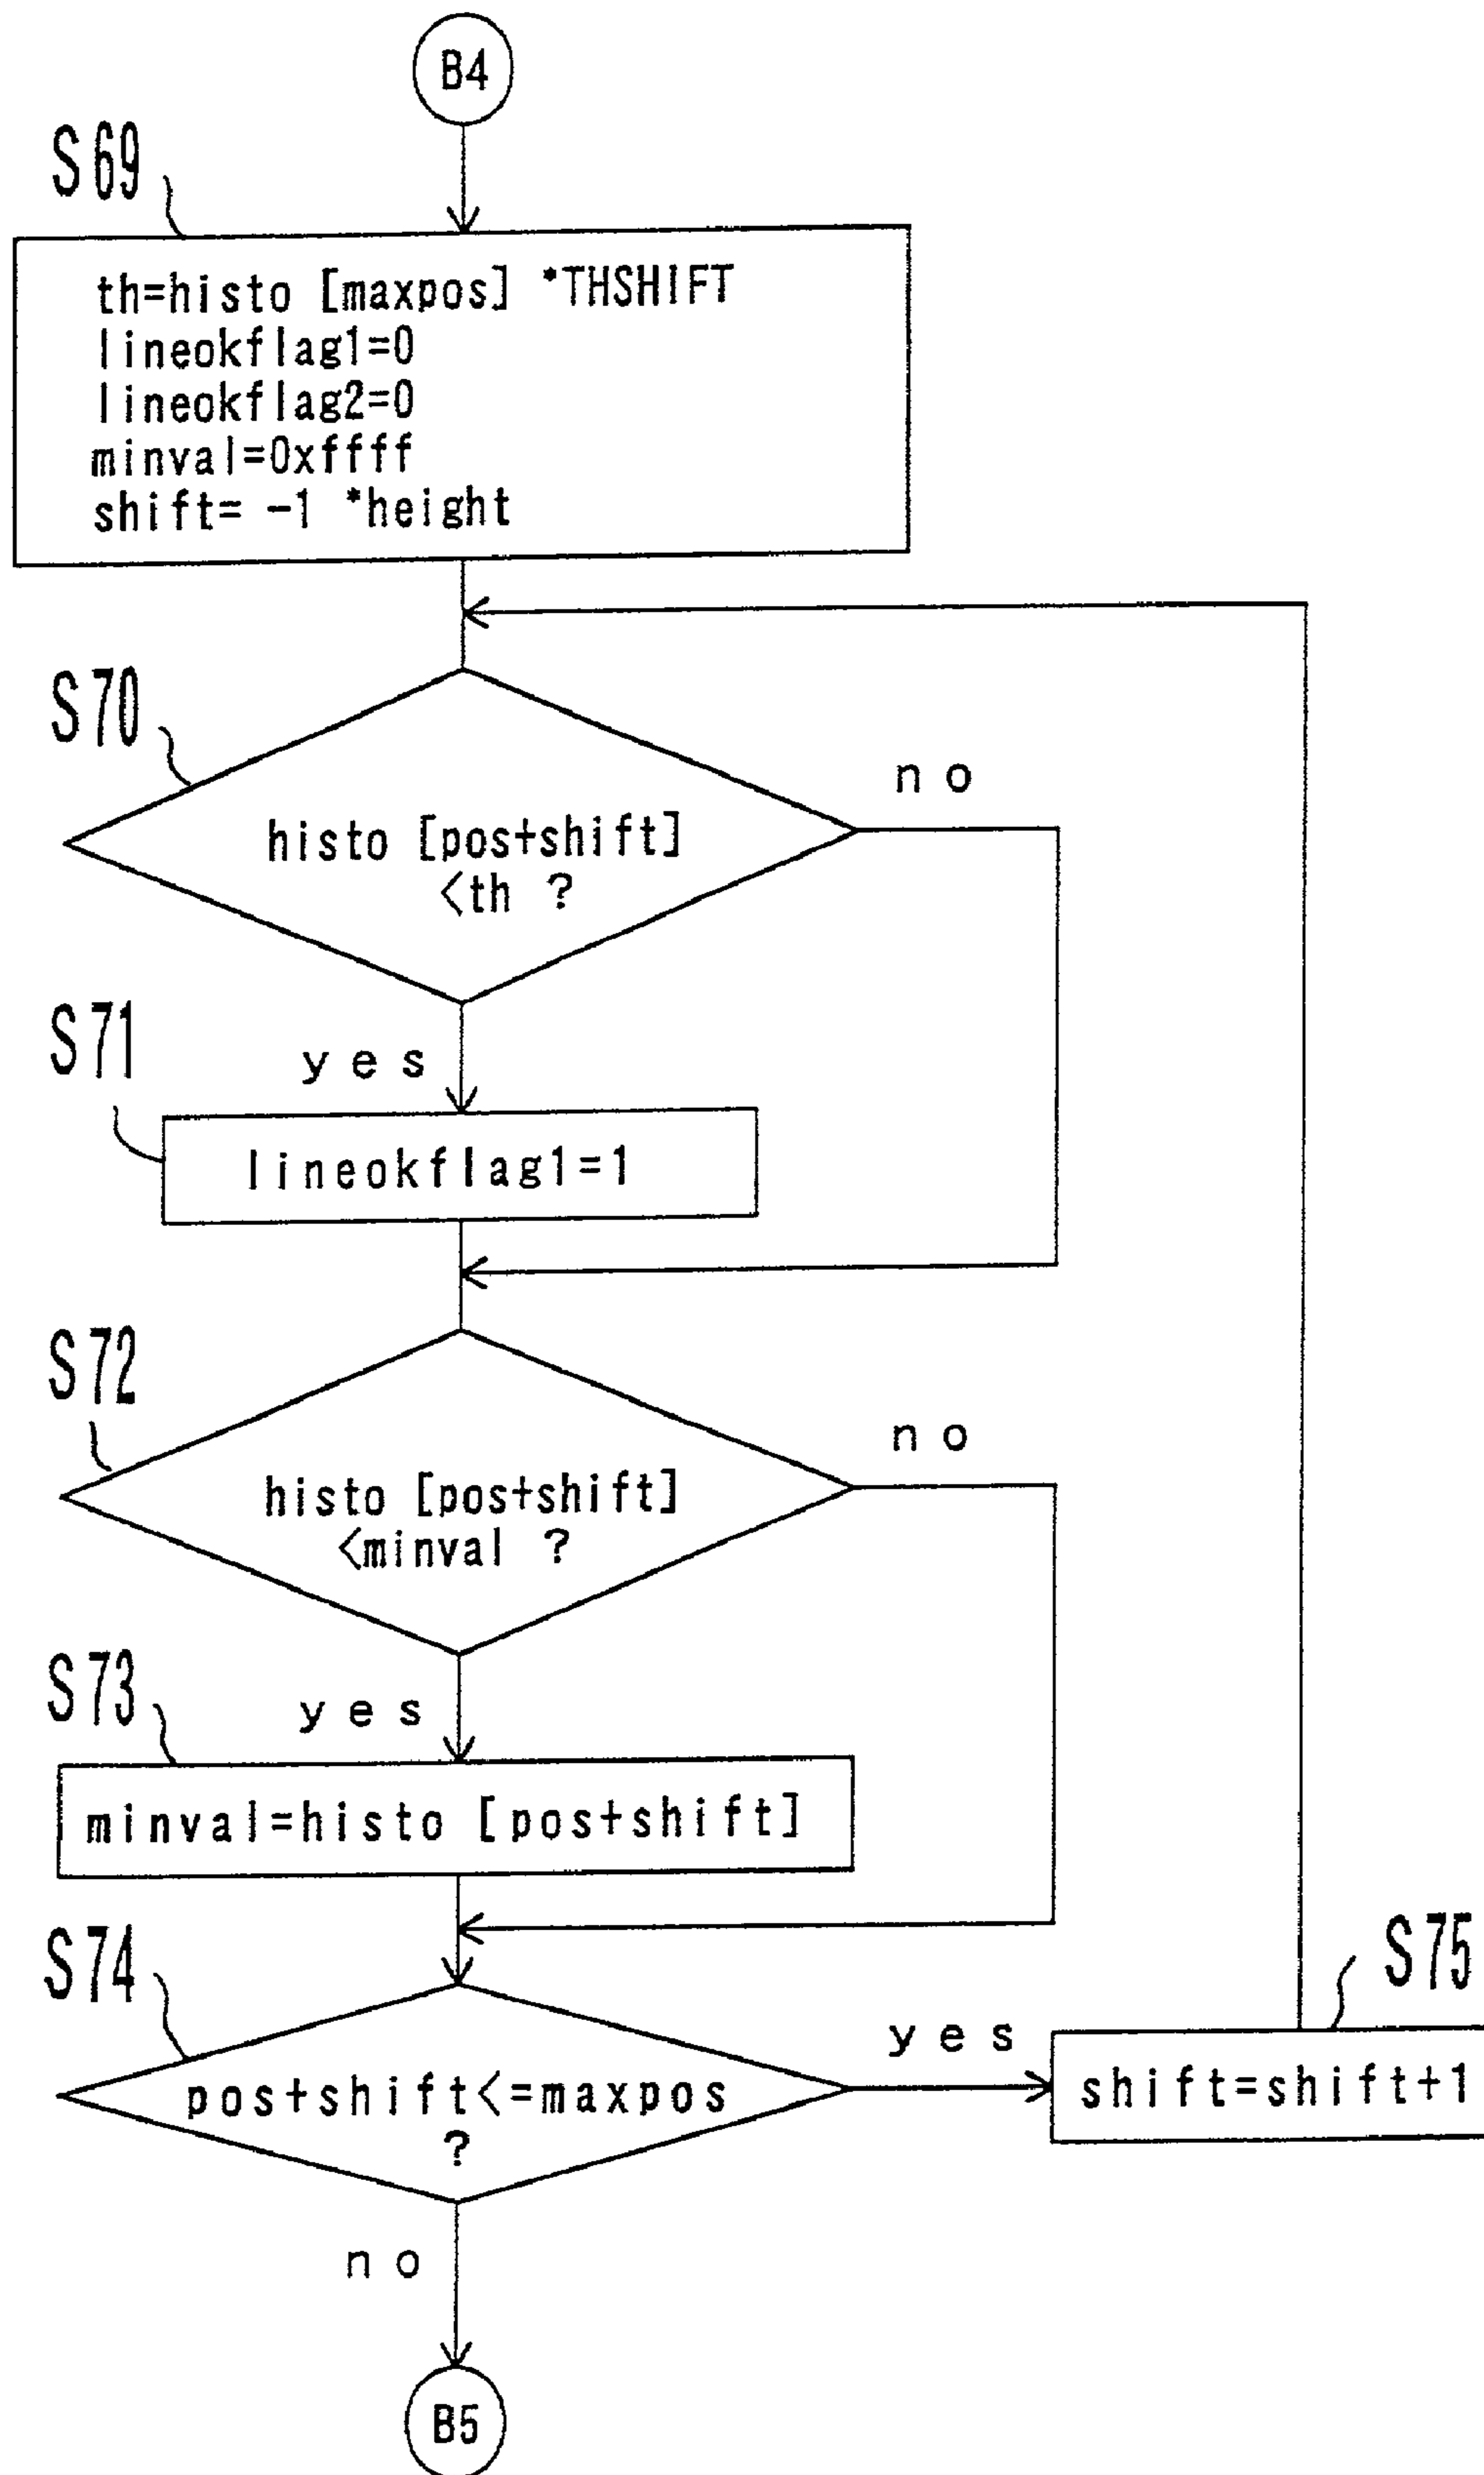 B4
S69
th=histo [maxpos] *THSHIFT
lineokflag1=0
lineokflag2=0
minval=0xffff
shift= -1 *height
S70
no
histo [pos+shift]
<th ?
S71
yes
lineokflag1=1
S72
no
histo [pos+shift]
<minval ?
S73
yes
minval=histo [pos+shift]
S74
S75
yes
pos+shift<=maxpos
?
shift=shift+1
no
B5